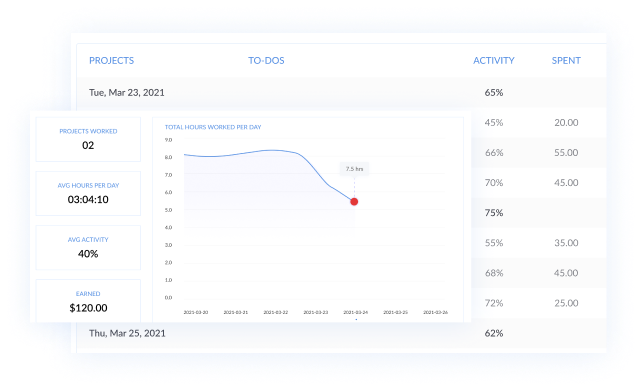 PROJECTS TO-DOS ACTIVITY SPENT
Tue, Mar 23, 2021 65%
45% 20.00
66% 55.00
70% 45.00
75%
55% 35.00
68% 45.00
72% 25.00
Thu, Mar 25, 2021 62%
PROJECTS WORKED
02
AVG HOURS PER DAY
03:04:10
AVG ACTIVITY
40%
EARNED
$120.00
TOTAL HOURS WORKED PER DAY
9.0
8.0
7.0
6.0
5.0
4.0
3.0
2.0
1.0
0.0
7.5 hrs
2021-03-20 2021-03-21 2021-03-22 2021-03-23 2021-03-24 2021-03-25 2021-03-26